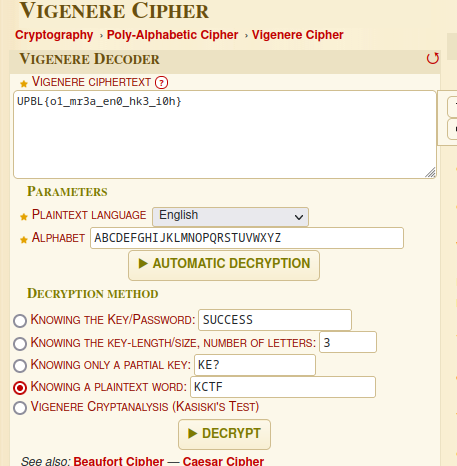 VIGENERE CIPHER
Cryptography › Poly-Alphabetic Cipher › Vigenere Cipher
VIGENERE DECODER
★ VIGENERE CIPHERTEXT ?
UPBL{o1_mr3a_en0_hk3_i0h}
PARAMETERS
★ PLAINTEXT LANGUAGE English
★ ALPHABET ABCDEFGHIJKLMNOPQRSTUVWXYZ
▶ AUTOMATIC DECRYPTION
DECRYPTION METHOD
KNOWING THE KEY/PASSWORD: SUCCESS
KNOWING THE KEY-LENGTH/SIZE, NUMBER OF LETTERS: 3
KNOWING ONLY A PARTIAL KEY: KE?
KNOWING A PLAINTEXT WORD: KCTF
VIGENERE CRYPTANALYSIS (KASISKI'S TEST)
▶ DECRYPT
See also: Beaufort Cipher — Caesar Cipher